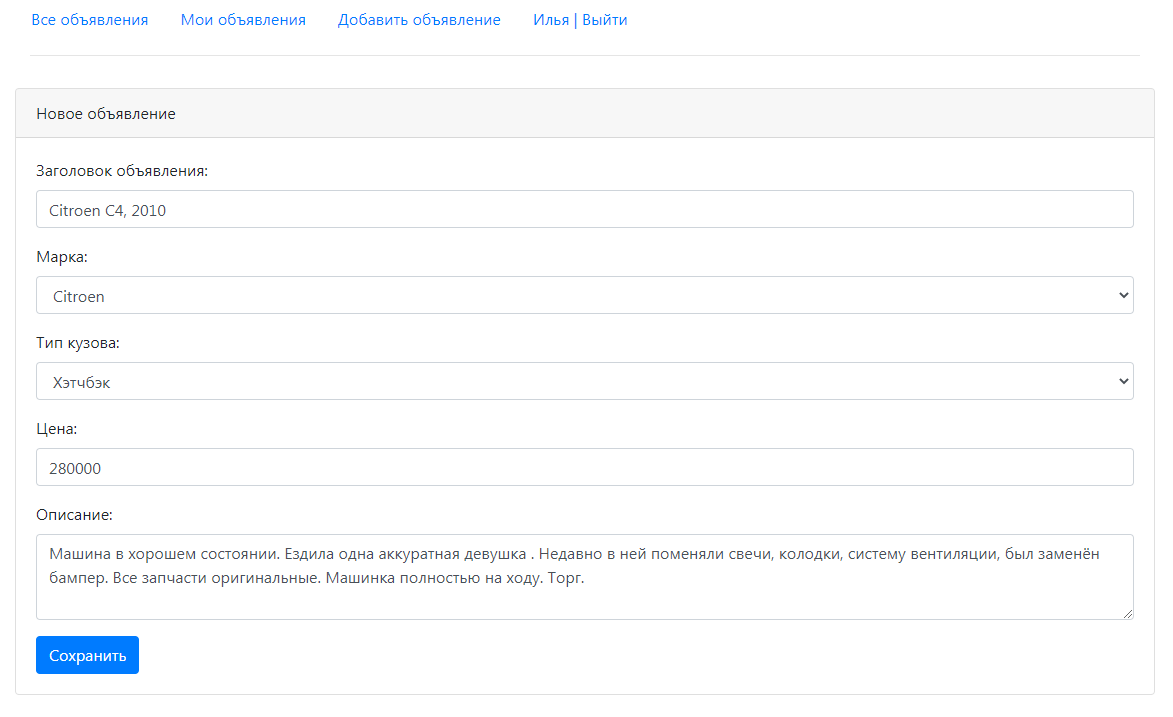 Все объявления Мои объявления Добавить объявление Илья | Выйти
Новое объявление
Заголовок объявления:
Citroen C4, 2010
Марка:
Citroen
Тип кузова:
Хэтчбэк
Цена:
280000
Описание:
Машина в хорошем состоянии. Ездила одна аккуратная девушка . Недавно в ней поменяли свечи, колодки, систему вентиляции, был заменён
бампер. Все запчасти оригинальные. Машинка полностью на ходу. Торг.
Сохранить